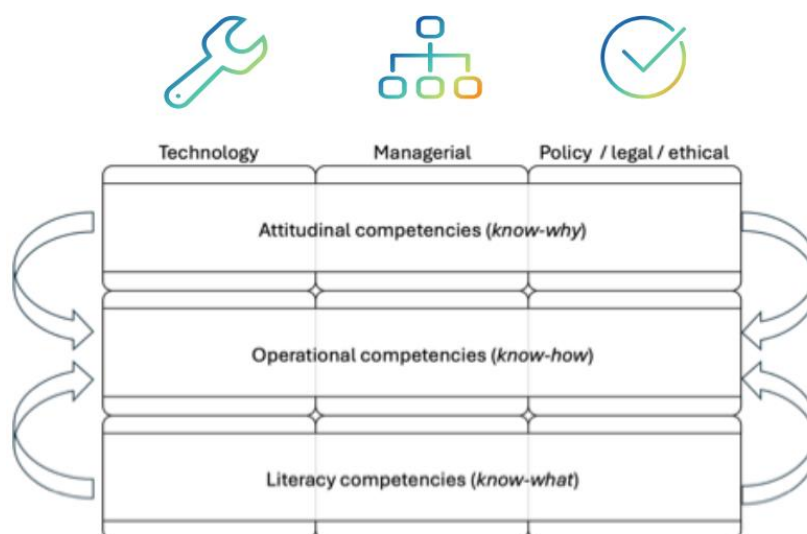 Technology
Managerial
Policy / legal / ethical
Attitudinal competencies (know-why)
Operational competencies (know-how)
Literacy competencies (know-what)